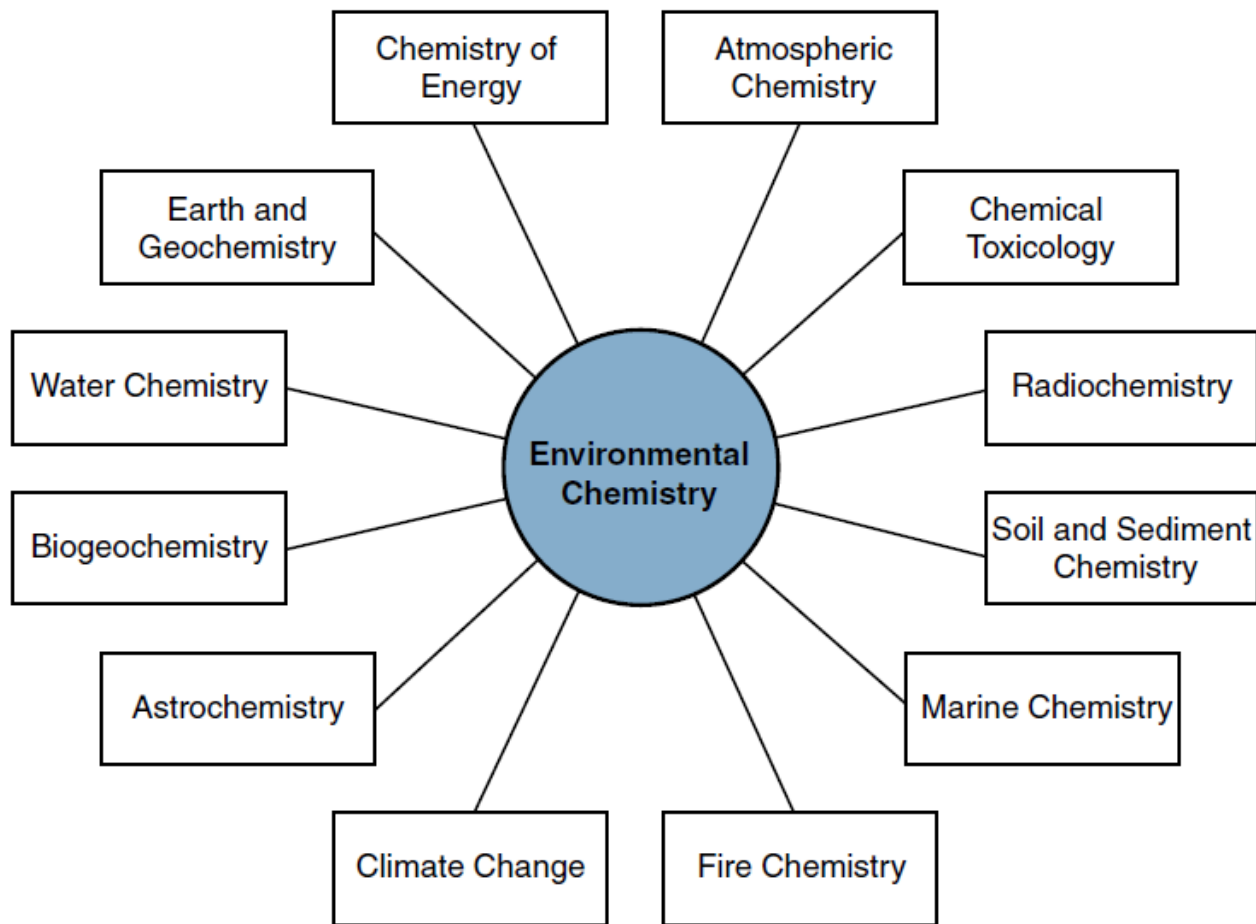 Chemistry of
Energy
Atmospheric
Chemistry
Earth and
Geochemistry
Chemical
Toxicology
Water Chemistry
Radiochemistry
Environmental
Chemistry
Biogeochemistry
Soil and Sediment
Chemistry
Astrochemistry
Marine Chemistry
Climate Change
Fire Chemistry